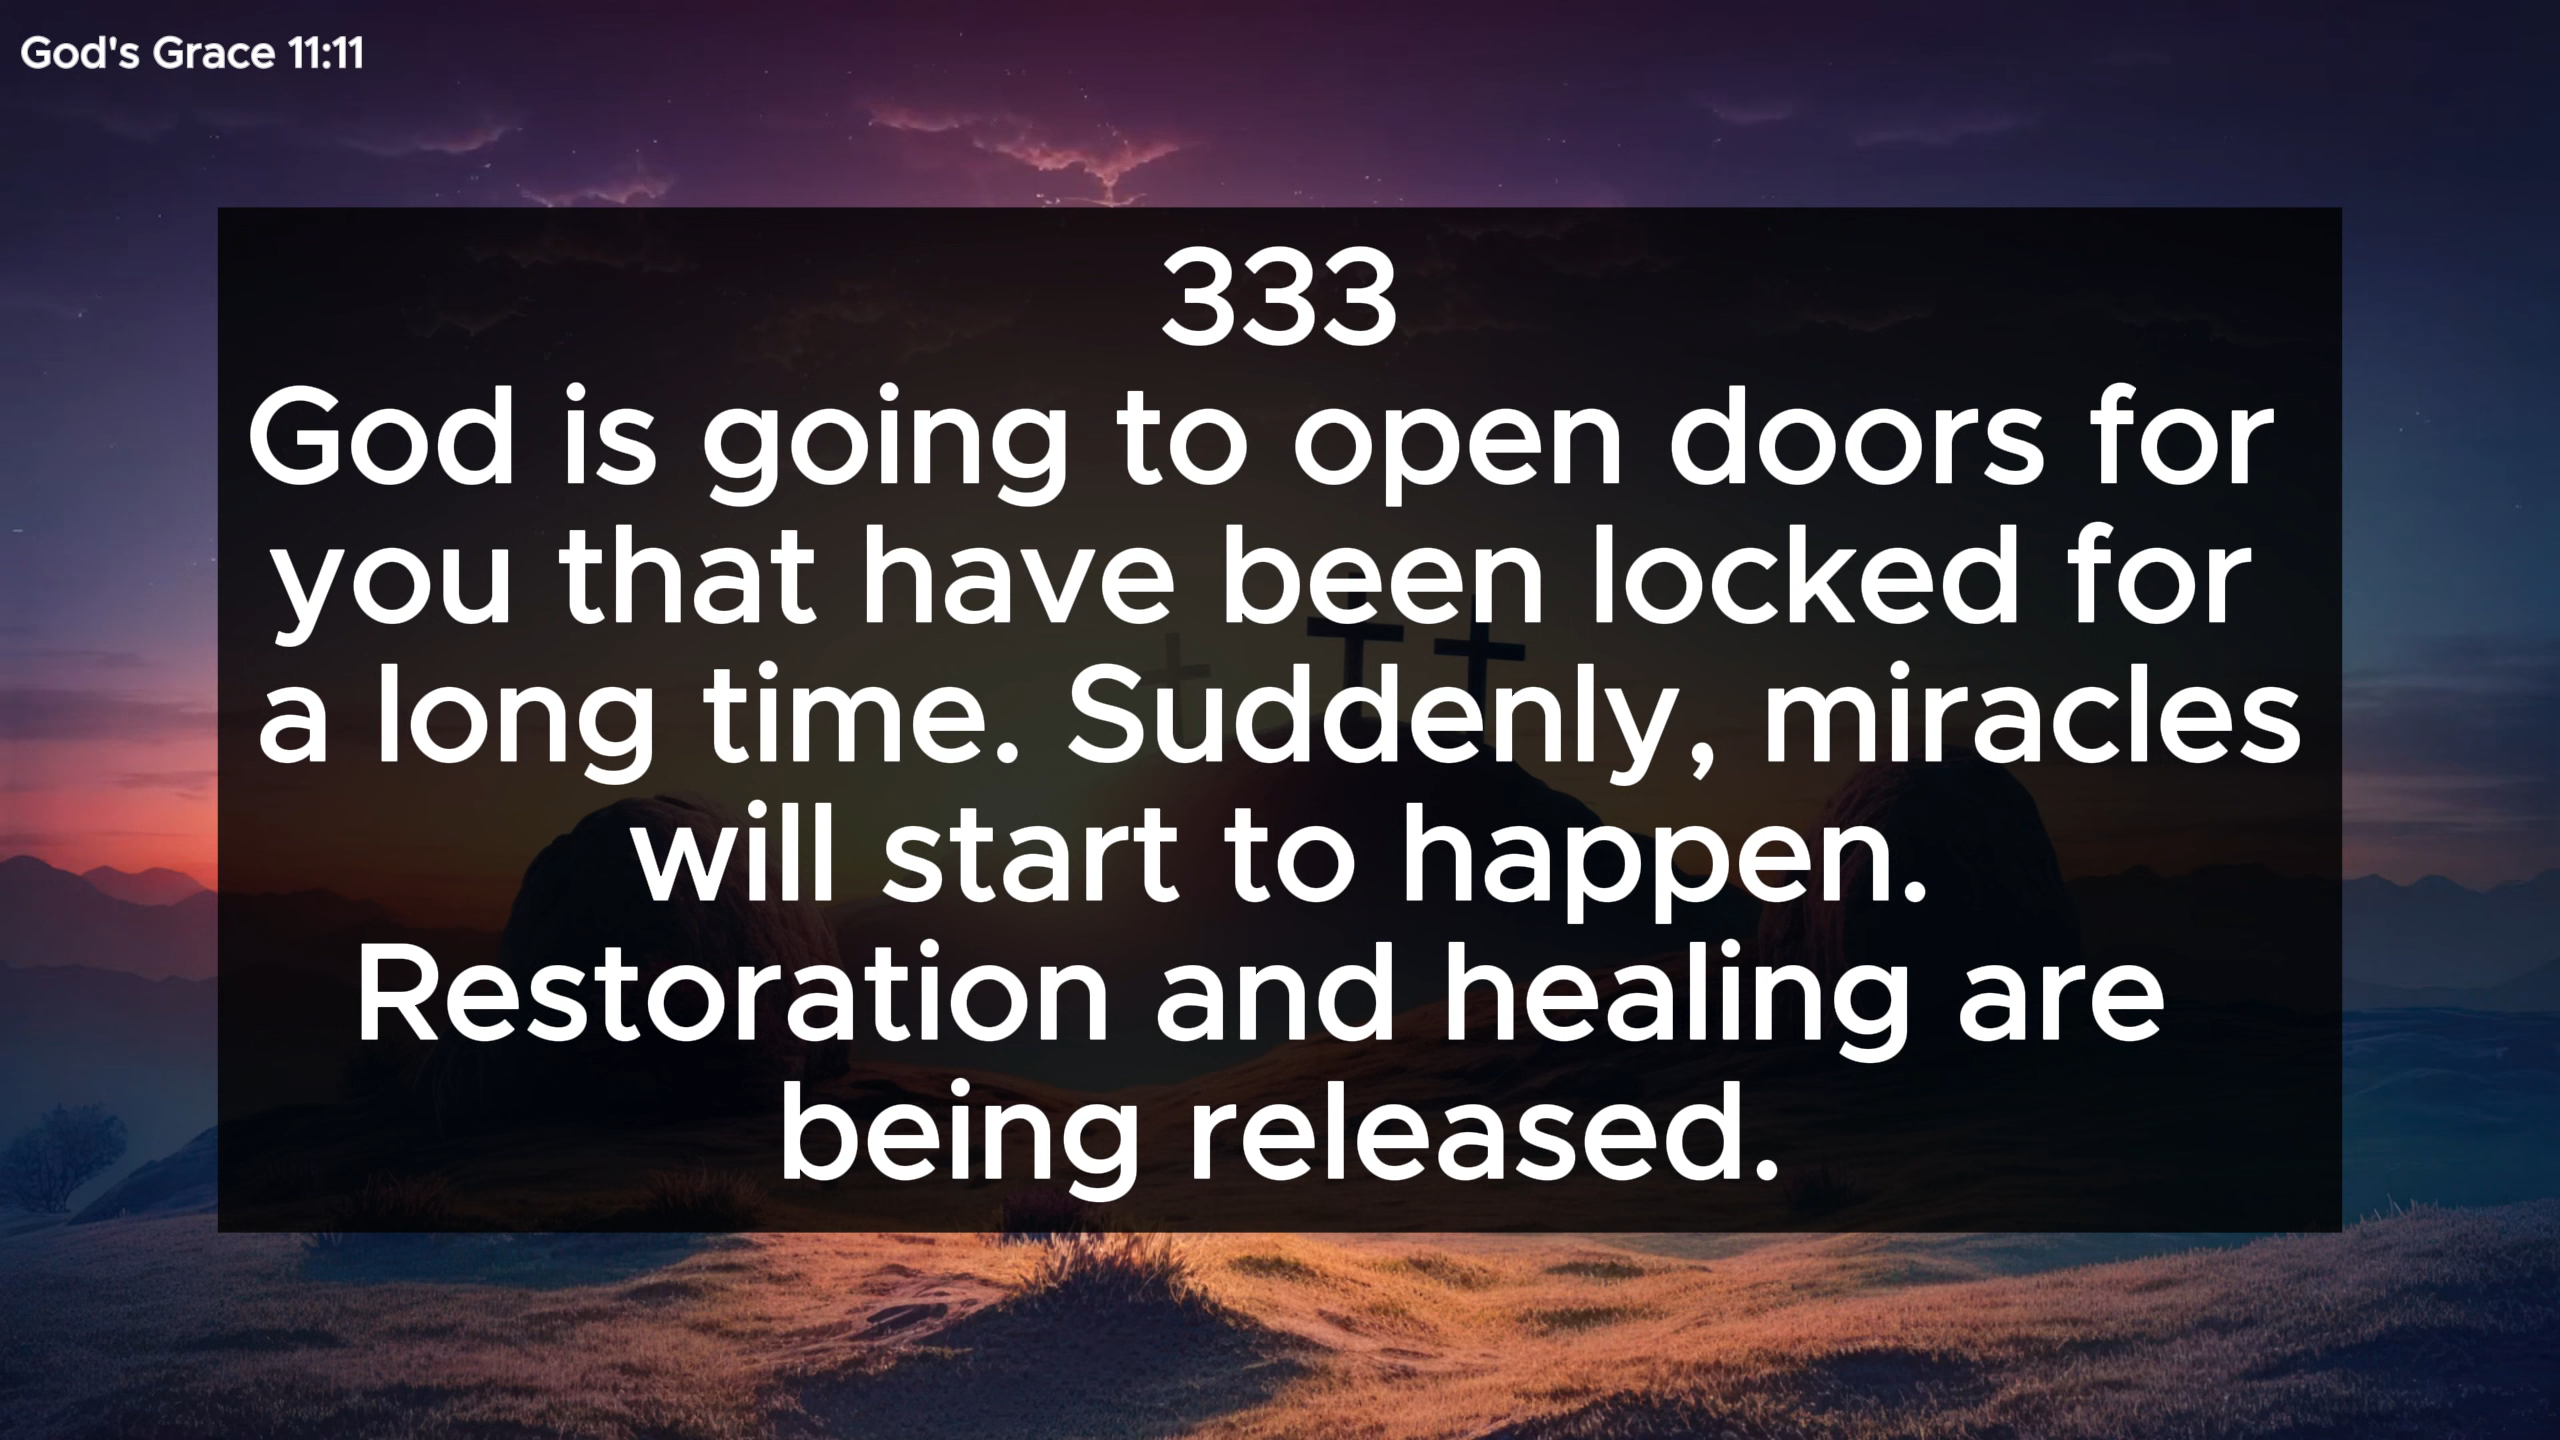 God's Grace 11:11
333
God is going to open doors for
you that have been locked for
a long time. Suddenly, miracles
will start to happen.
Restoration and healing are
being released.